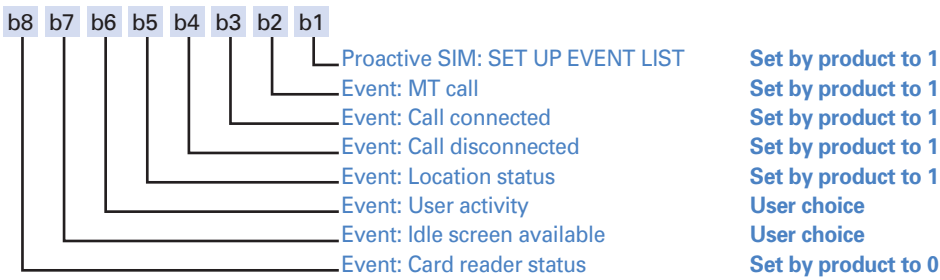 b8 b7 b6 b5 b4 b3 b2 b1
Proactive SIM: SET UP EVENT LIST Set by product to 1
Event: MT call Set by product to 1
Event: Call connected Set by product to 1
Event: Call disconnected Set by product to 1
Event: Location status Set by product to 1
Event: User activity User choice
Event: Idle screen available User choice
Event: Card reader status Set by product to 0